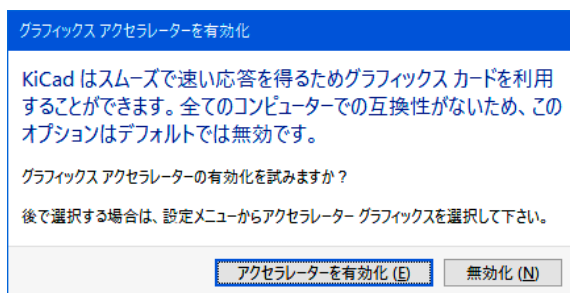 グラフィックス アクセラレーターを有効化
KiCad はスムーズで速い応答を得るためグラフィックス カードを利用
することができます。全てのコンピューターでの互換性がないため、この
オプションはデフォルトでは無効です。
グラフィックス アクセラレーターの有効化を試みますか？
後で選択する場合は、設定メニューからアクセラレーター グラフィックスを選択して下さい。
アクセラレーターを有効化 (E) 無効化 (N)